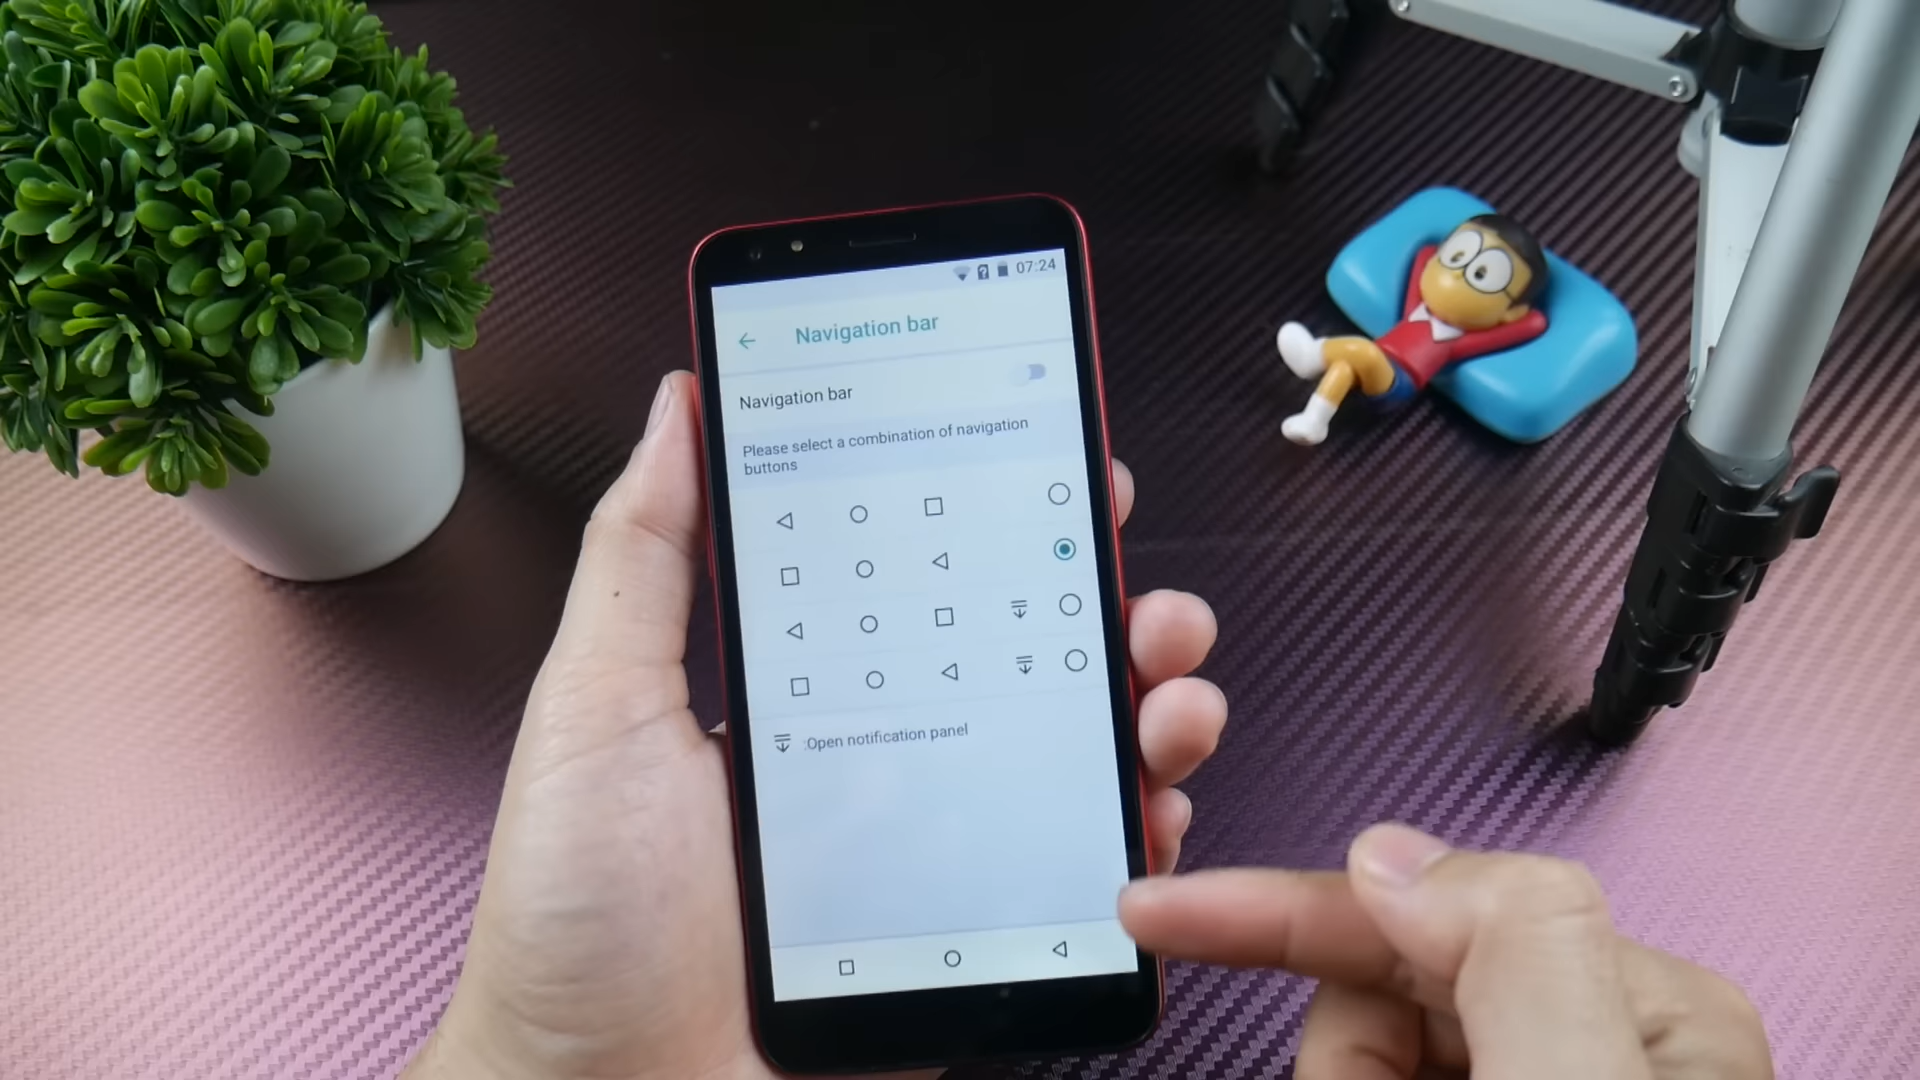 07:24
Navigation bar
Navigation bar
Please select a combination of navigation
buttons
:Open notification panel